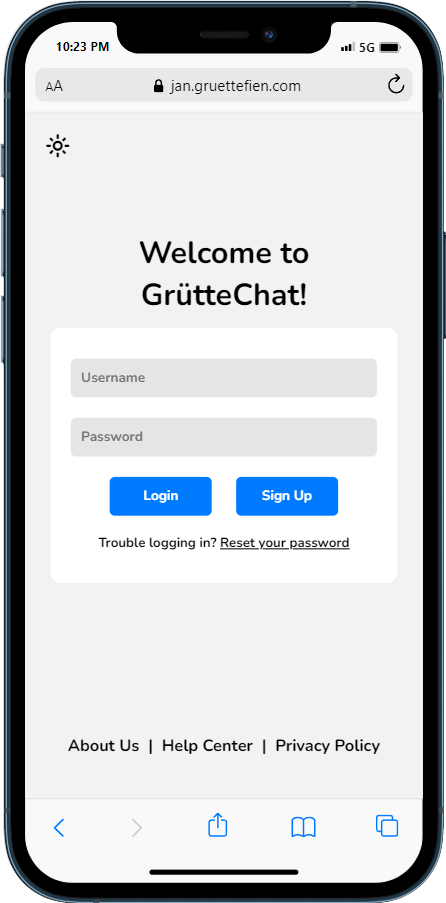 10:23 PM 5G
AA jan.gruettefien.com
Welcome to
GrütteChat!
Username
Password
Login Sign Up
Trouble logging in? Reset your password
About Us | Help Center | Privacy Policy